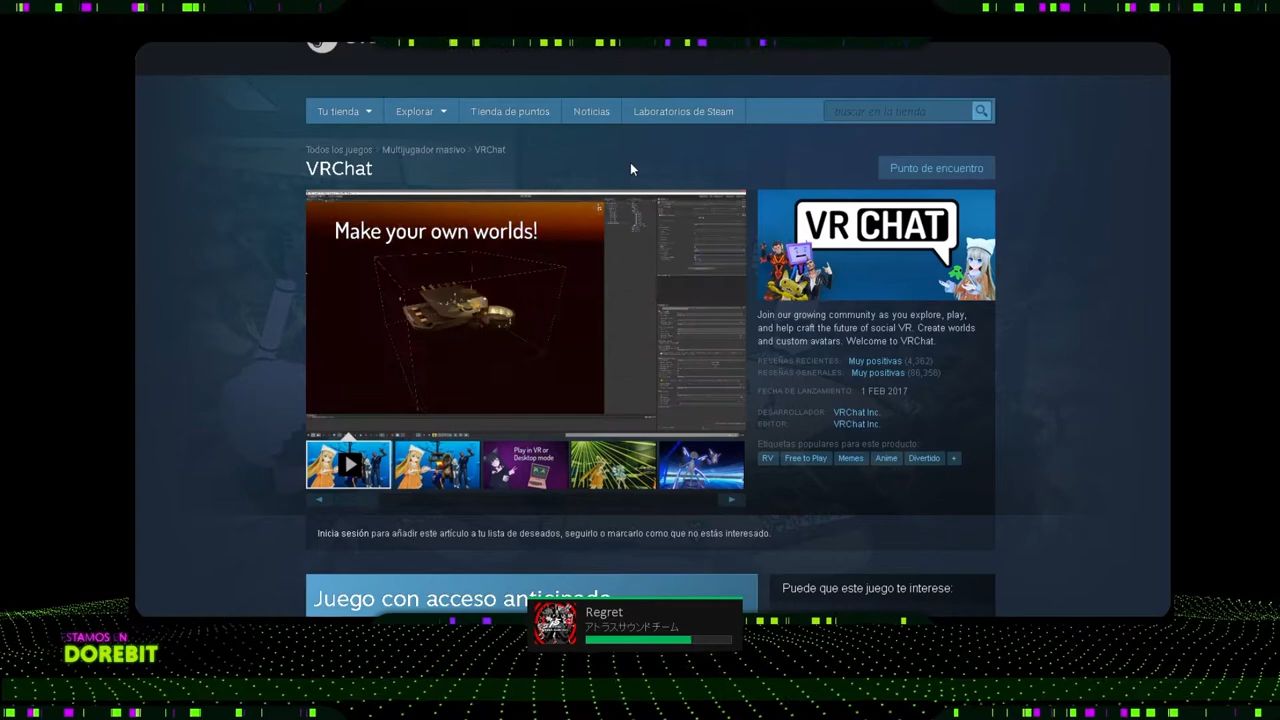 Tu tienda
Explorar
Tienda de puntos
Noticias
Laboratorios de Steam
buscar en la tienda
Todos los juegos > Multijugador masivo > VRChat
VRChat
Punto de encuentro
Make your own worlds!
VRCHAT
Join our growing community as you explore, play,
and help craft the future of social VR. Create worlds
and custom avatars. Welcome to VRChat.
RESEÑAS RECIENTES: Muy positivas (4,362)
RESEÑAS GENERALES: Muy positivas (86,356)
FECHA DE LANZAMIENTO: 1 FEB 2017
DESARROLLADOR: VRChat Inc.
EDITOR: VRChat Inc.
Etiquetas populares para este producto:
RV
Free to Play
Memes
Anime
Divertido
+
Play in VR or
Desktop mode
Inicia sesión para añadir este artículo a tu lista de deseados, seguirlo o marcarlo como que no estás interesado.
Juego con acceso anticipado
Puede que este juego te interese:
Regret
アトラスサウンドチーム
STAMOS EN
DOREBIT